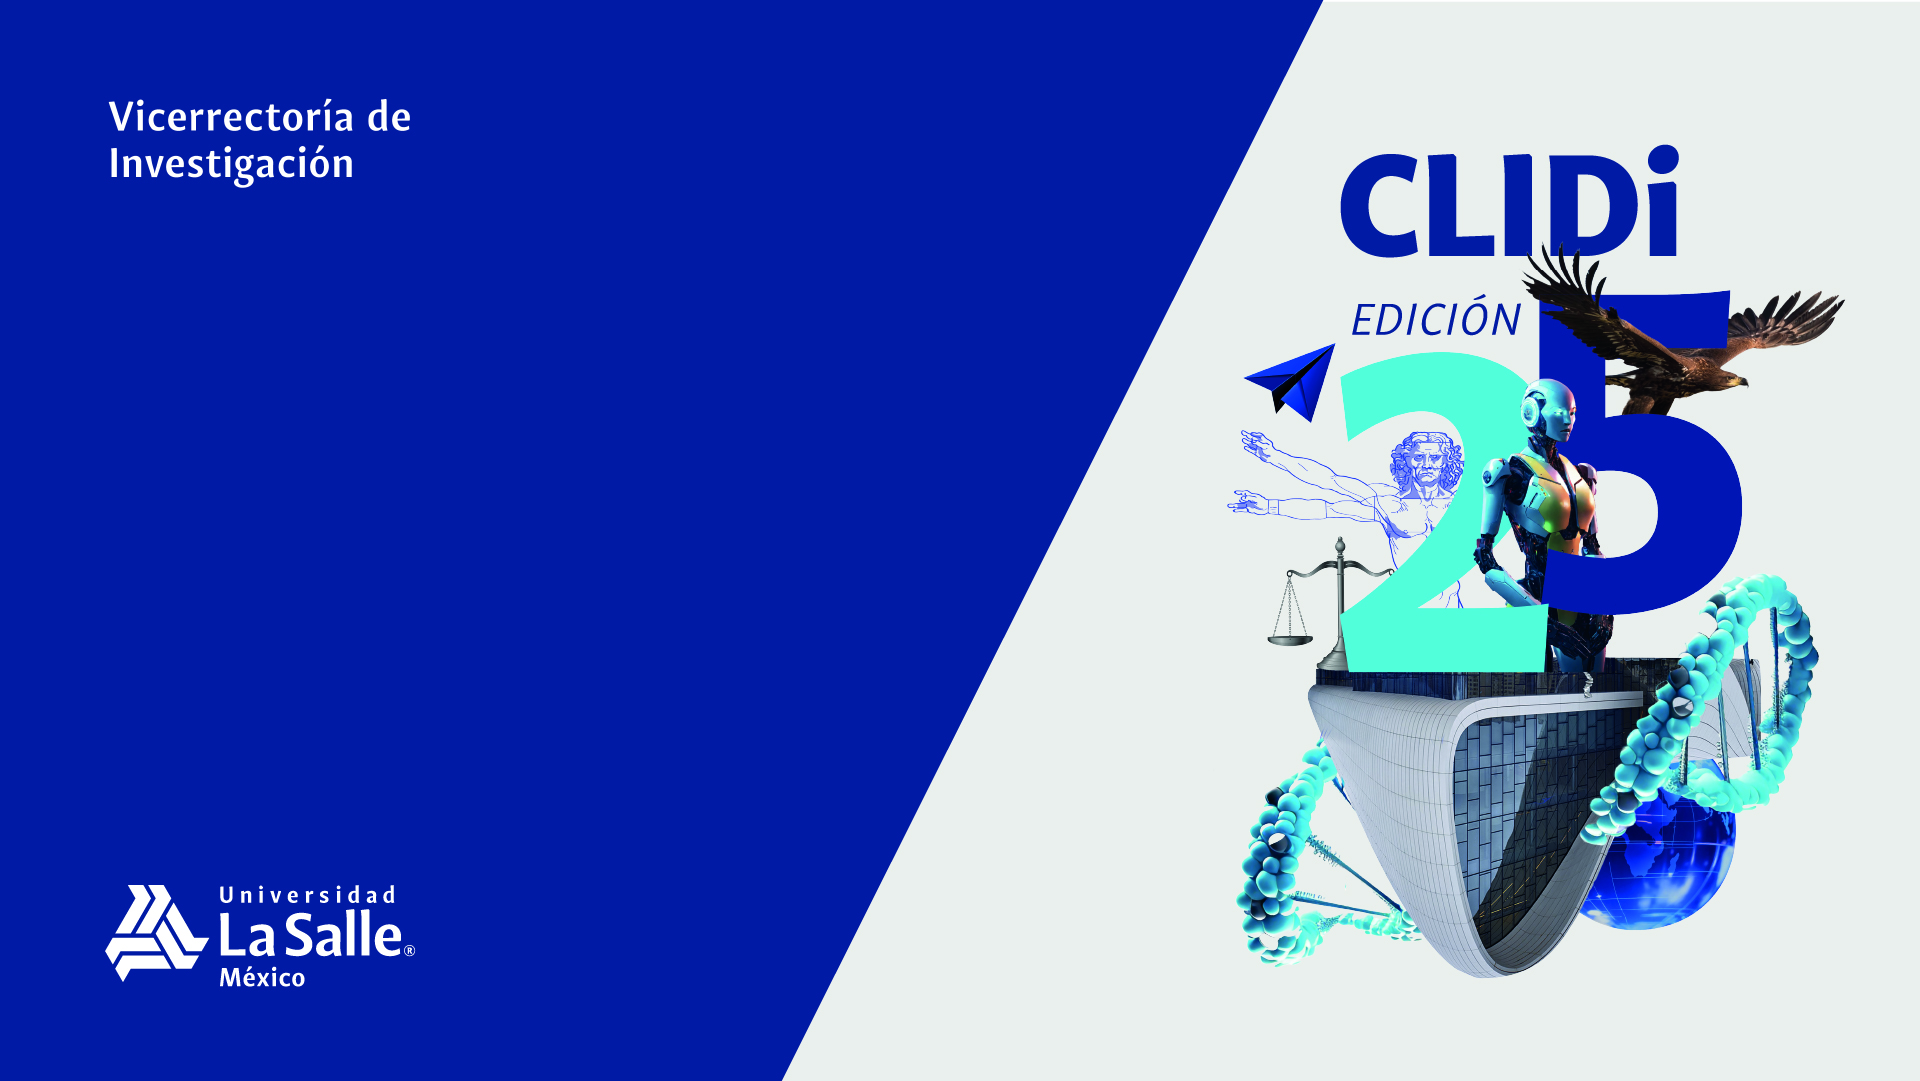 Vicerrectoría de
Investigación
CLIDi
EDICIÓN
25
Universidad
La Salle®
México